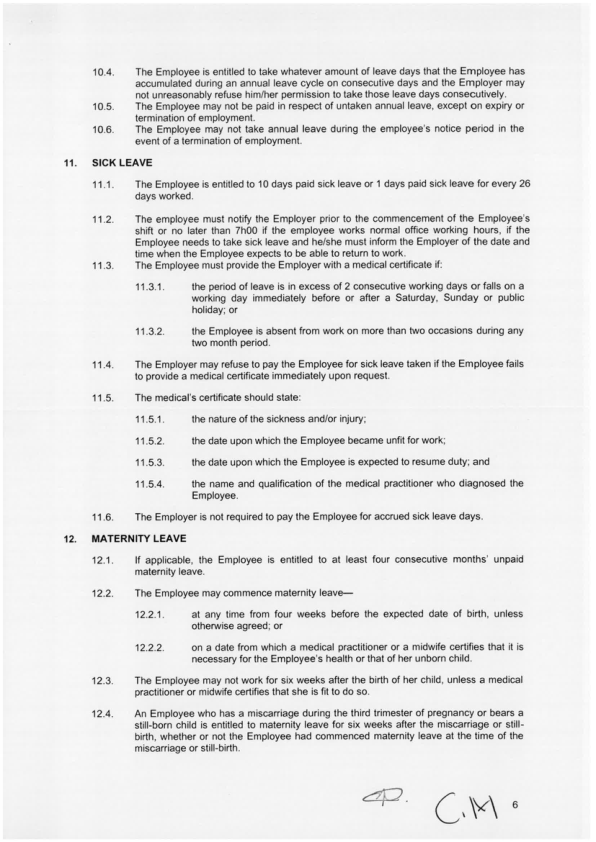 10.4. The Employee is entitled to take whatever amount of leave days that the Employee has
accumulated during an annual leave cycle on consecutive days and the Employer may
not unreasonably refuse him/her permission to take those leave days consecutively.
10.5. The Employee may not be paid in respect of untaken annual leave, except on expiry or
termination of employment.
10.6. The Employee may not take annual leave during the employee's notice period in the
event of a termination of employment.
11. SICK LEAVE
11.1. The Employee is entitled to 10 days paid sick leave or 1 days paid sick leave for every 26
days worked.
11.2. The employee must notify the Employer prior to the commencement of the Employee's
shift or no later than 7h00 if the employee works normal office working hours, if the
Employee needs to take sick leave and he/she must inform the Employer of the date and
time when the Employee expects to be able to return to work.
11.3. The Employee must provide the Employer with a medical certificate if:
11.3.1. the period of leave is in excess of 2 consecutive working days or falls on a
working day immediately before or after a Saturday, Sunday or public
holiday; or
11.3.2. the Employee is absent from work on more than two occasions during any
two month period.
11.4. The Employer may refuse to pay the Employee for sick leave taken if the Employee fails
to provide a medical certificate immediately upon request.
11.5. The medical's certificate should state:
11.5.1. the nature of the sickness and/or injury;
11.5.2. the date upon which the Employee became unfit for work;
11.5.3. the date upon which the Employee is expected to resume duty; and
11.5.4. the name and qualification of the medical practitioner who diagnosed the
Employee.
11.6. The Employer is not required to pay the Employee for accrued sick leave days.
12. MATERNITY LEAVE
12.1. If applicable, the Employee is entitled to at least four consecutive months' unpaid
maternity leave.
12.2. The Employee may commence maternity leave—
12.2.1. at any time from four weeks before the expected date of birth, unless
otherwise agreed; or
12.2.2. on a date from which a medical practitioner or a midwife certifies that it is
necessary for the Employee's health or that of her unborn child.
12.3. The Employee may not work for six weeks after the birth of her child, unless a medical
practitioner or midwife certifies that she is fit to do so.
12.4. An Employee who has a miscarriage during the third trimester of pregnancy or bears a
still-born child is entitled to maternity leave for six weeks after the miscarriage or still-
birth, whether or not the Employee had commenced maternity leave at the time of the
miscarriage or still-birth.
C.M 6